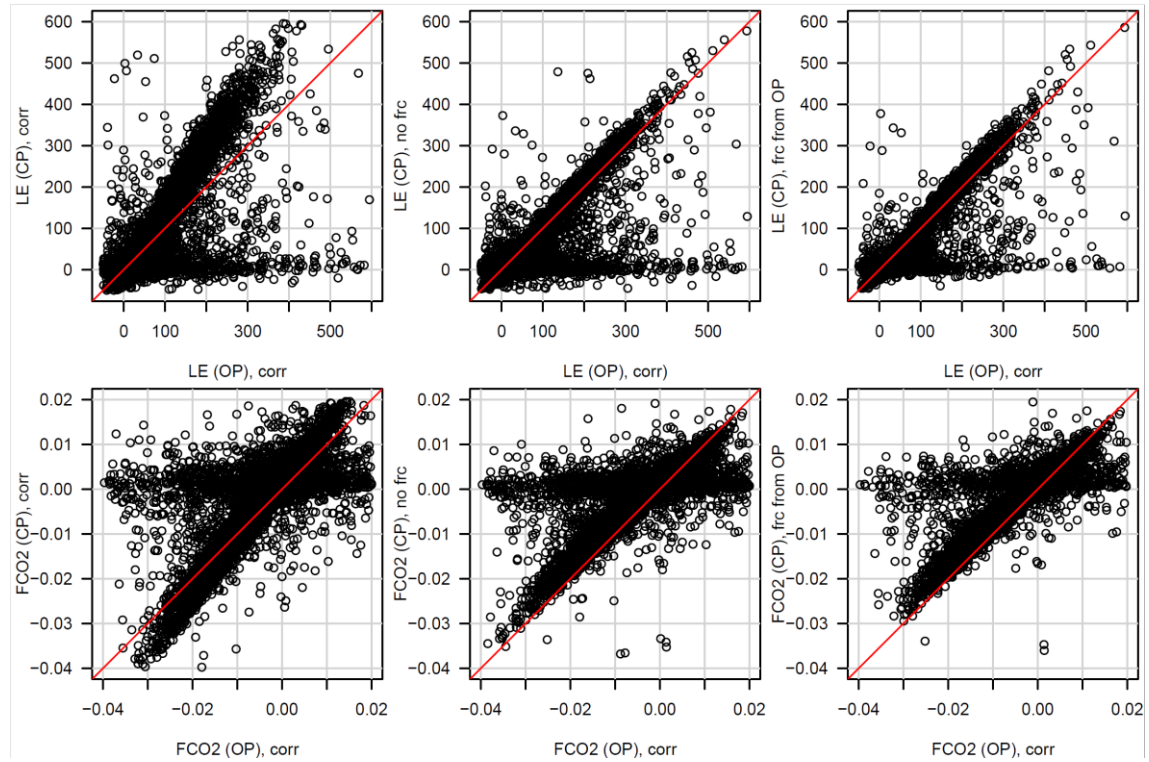 600
500
400
300
200
100
0
LE (CP), corr
0 100 300 500
LE (OP), corr
600
500
400
300
200
100
0
LE (CP), no frc
0 100 300 500
LE (OP), corr)
600
500
400
300
200
100
0
LE (CP), frc from OP
0 100 300 500
LE (OP), corr
0.02
0.01
0.00
−0.01
−0.02
−0.03
−0.04
FCO2 (CP), corr
−0.04 −0.02 0.00 0.02
FCO2 (OP), corr
0.02
0.01
0.00
−0.01
−0.02
−0.03
−0.04
FCO2 (CP), no frc
−0.04 −0.02 0.00 0.02
FCO2 (OP), corr
0.02
0.01
0.00
−0.01
−0.02
−0.03
−0.04
FCO2 (CP), frc from OP
−0.04 −0.02 0.00 0.02
FCO2 (OP), corr